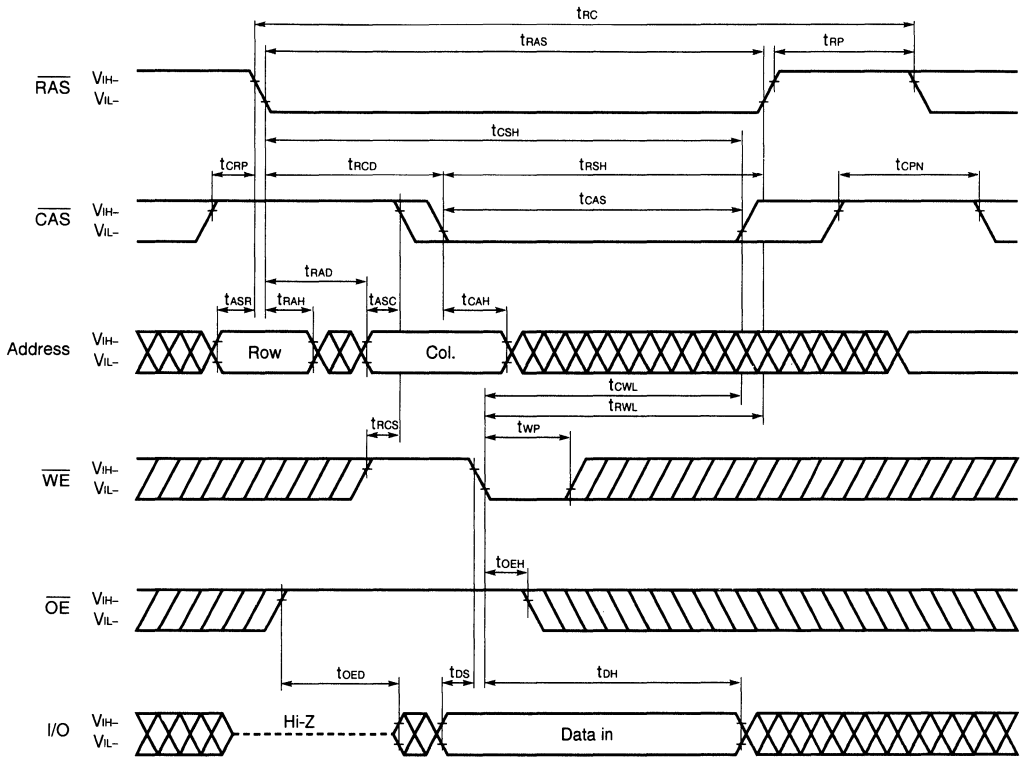 tRC
tRAS
tRP
RAS
VIH–
VIL–
tCSH
tCRP
tRCD
tRSH
tCPN
CAS
VIH–
VIL–
tCAS
tRAD
tASR
tRAH
tASC
tCAH
Address
VIH–
VIL–
Row
Col.
tCWL
tRWL
tRCS
tWP
WE
VIH–
VIL–
tOEH
OE
VIH–
VIL–
tOED
tDS
tDH
I/O
VIH–
VIL–
Hi-Z
Data in